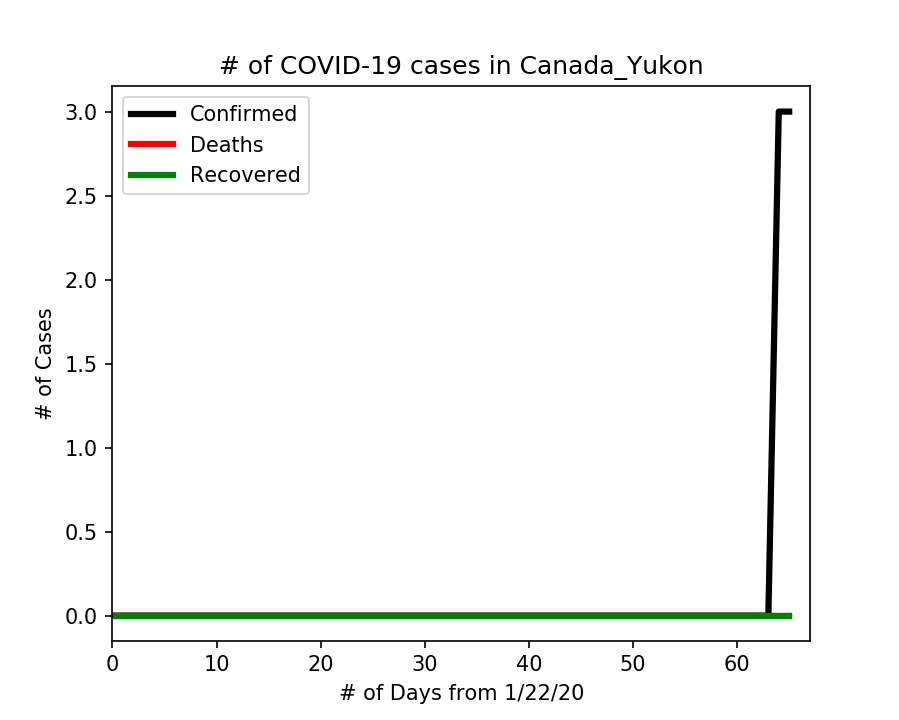 # of COVID-19 cases in Canada_Yukon
Confirmed
Deaths
Recovered
3.0
2.5
2.0
1.5
1.0
0.5
0.0
# of Cases
0 10 20 30 40 50 60
# of Days from 1/22/20